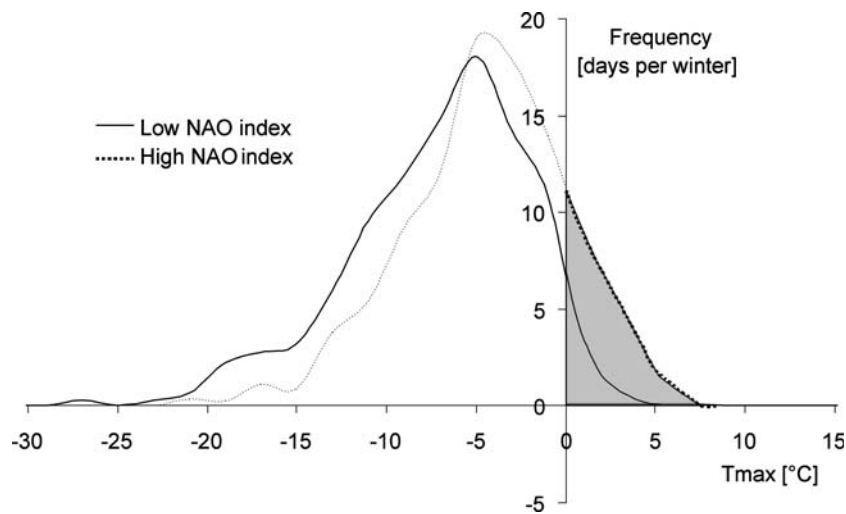 20
Frequency
[days per winter]
15
Low NAO index
High NAO index
10
5
0
-30 -25 -20 -15 -10 -5 0 5 10 15
Tmax [°C]
-5